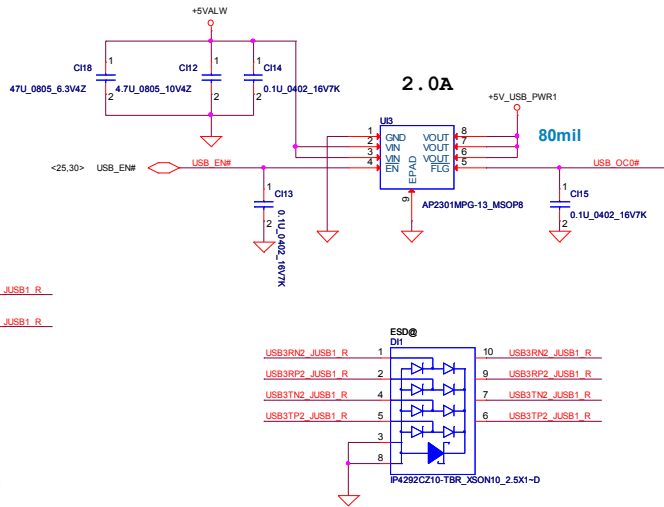 +5VALW
1
CI18
47U_0805_6.3V4Z
2
1
CI12
4.7U_0805_10V4Z
2
1
CI14
0.1U_0402_16V7K
2
2.0A
+5V_USB_PWR1
80mil
UI3
1 GND VOUT 8
2 VIN VOUT 7
3 VIN VOUT 6
4 EN FLG 5
EPAD
9
AP2301MPG-13_MSOP8
<25,30> USB_EN# USB_EN#
USB_OC0#
1
CI13
2
0.1U_0402_16V7K
1
CI15
2
0.1U_0402_16V7K
JUSB1_R
JUSB1_R
ESD@
DI1
USB3RN2_JUSB1_R 1 10 USB3RN2_JUSB1_R
USB3RP2_JUSB1_R 2 9 USB3RP2_JUSB1_R
USB3TN2_JUSB1_R 4 7 USB3TN2_JUSB1_R
USB3TP2_JUSB1_R 5 6 USB3TP2_JUSB1_R
3
8
IP4292CZ10-TBR_XSON10_2.5X1~D